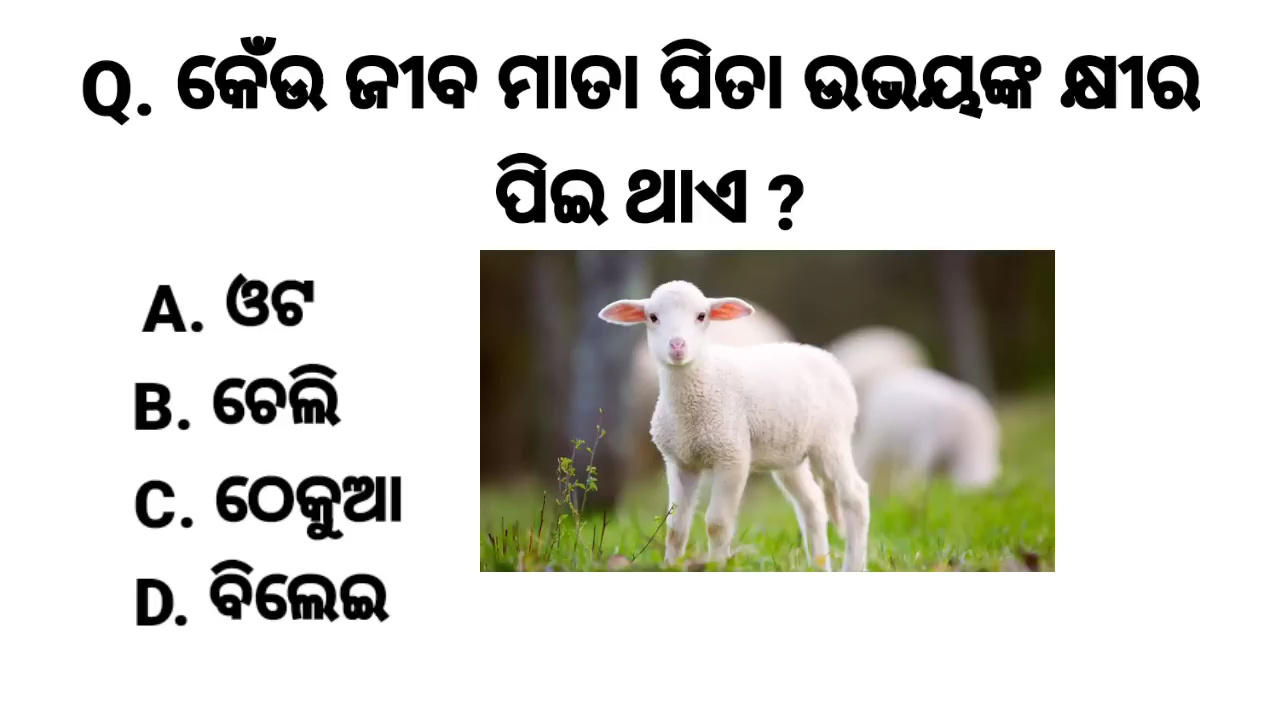 Q. କେଁଉ ଜୀବ ମାତା ପିତା ଉଭୟଙ୍କ କ୍ଷୀର
ପିଇ ଥାଏ ?
A. ଓଟ
B. ଚେଲି
C. ଠେକୁଆ
D. ବିଲେଇ